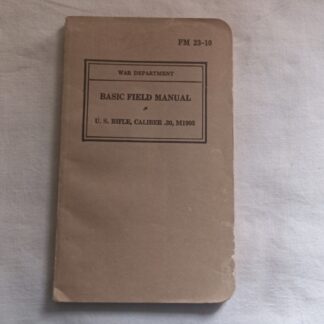 FM 23-10
WAR DEPARTMENT
BASIC FIELD MANUAL
U. S. RIFLE, CALIBER .30, M1903